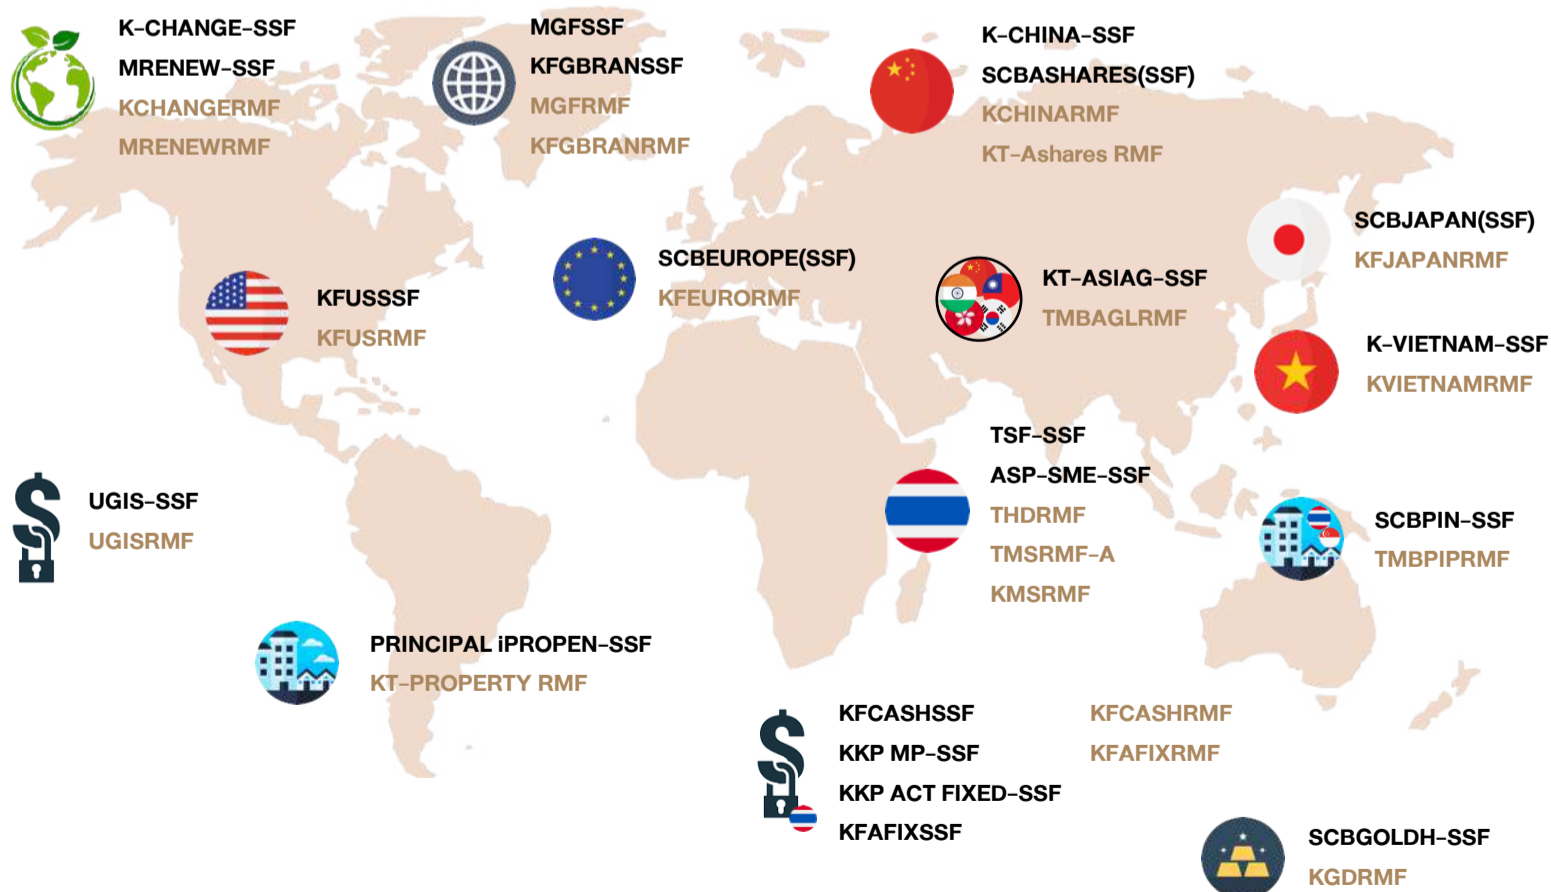 K-CHANGE-SSF
MRENEW-SSF
KCHANGERMF
MRENEWRMF
MGFSSF
KFGBRANSSF
MGFRMF
KFGBRANRMF
K-CHINA-SSF
SCBASHARES(SSF)
KCHINARMF
KT-Ashares RMF
SCBJAPAN(SSF)
KFJAPANRMF
SCBEUROPE(SSF)
KFEURORMF
KT-ASIAG-SSF
TMBAGLRMF
KFUSSSF
KFUSRMF
K-VIETNAM-SSF
KVIETNAMRMF
TSF-SSF
ASP-SME-SSF
THDRMF
TMSRMF-A
KMSRMF
UGIS-SSF
UGISRMF
SCBPIN-SSF
TMBPIPRMF
PRINCIPAL iPROPEN-SSF
KT-PROPERTY RMF
KFCASHSSF
KKP MP-SSF
KKP ACT FIXED-SSF
KFAFIXSSF
KFCASHRMF
KFAFIXRMF
SCBGOLDH-SSF
KGDRMF